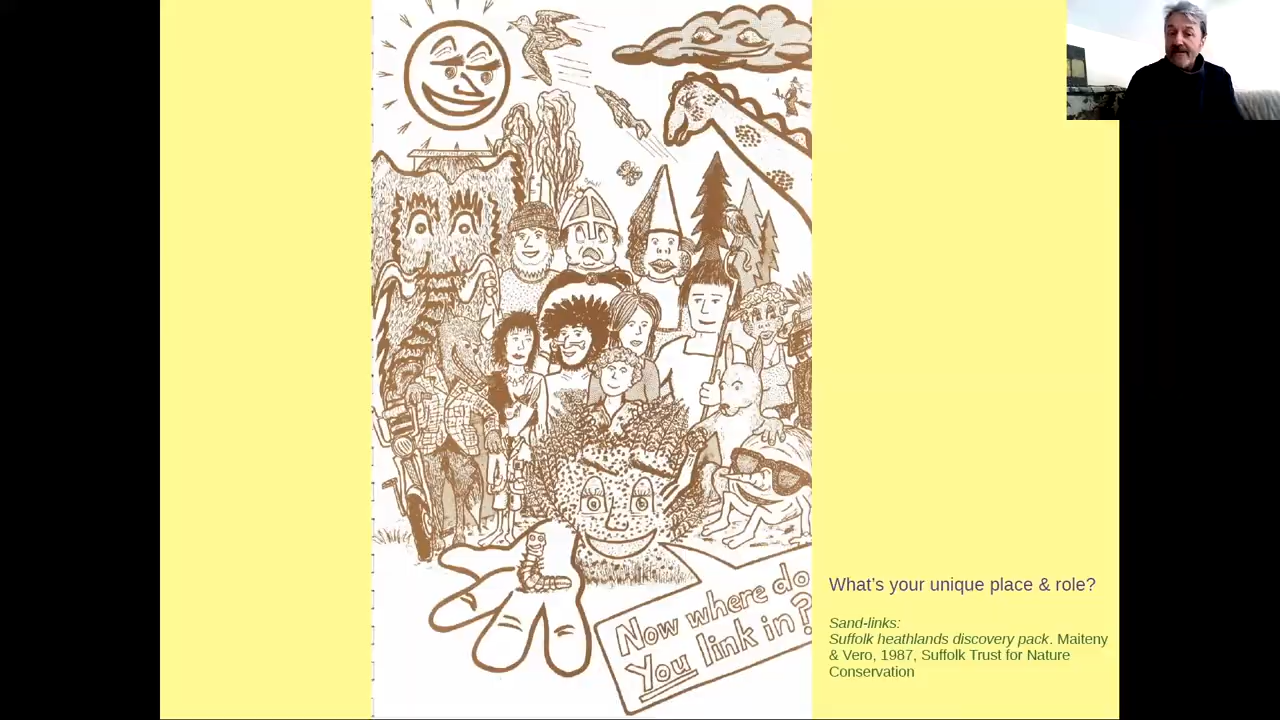 Now where do
You link in?
What's your unique place & role?
Sand-links:
Suffolk heathlands discovery pack. Maiteny
& Vero, 1987, Suffolk Trust for Nature
Conservation